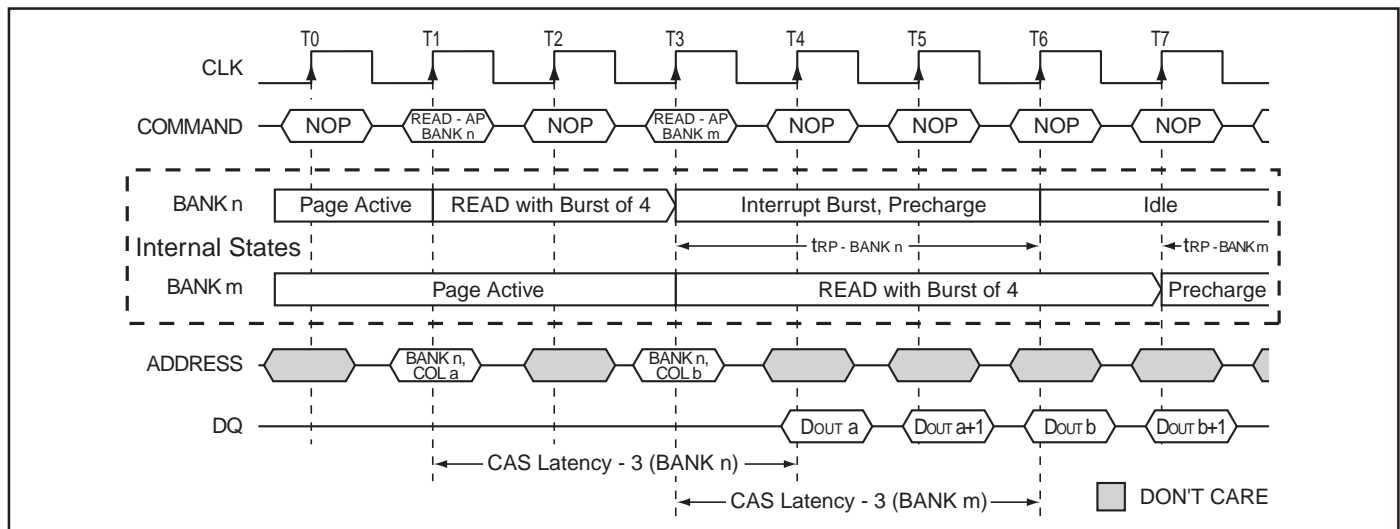 T0 T1 T2 T3 T4 T5 T6 T7
CLK
COMMAND NOP READ - AP BANK n NOP READ - AP BANK m NOP NOP NOP NOP
BANK n Page Active READ with Burst of 4 Interrupt Burst, Precharge Idle
Internal States tRP - BANK n tRP - BANK m
BANK m Page Active READ with Burst of 4 Precharge
ADDRESS BANK n, COL a BANK n, COL b
DQ DOUT a DOUT a+1 DOUT b DOUT b+1
CAS Latency - 3 (BANK n)
CAS Latency - 3 (BANK m) DON'T CARE